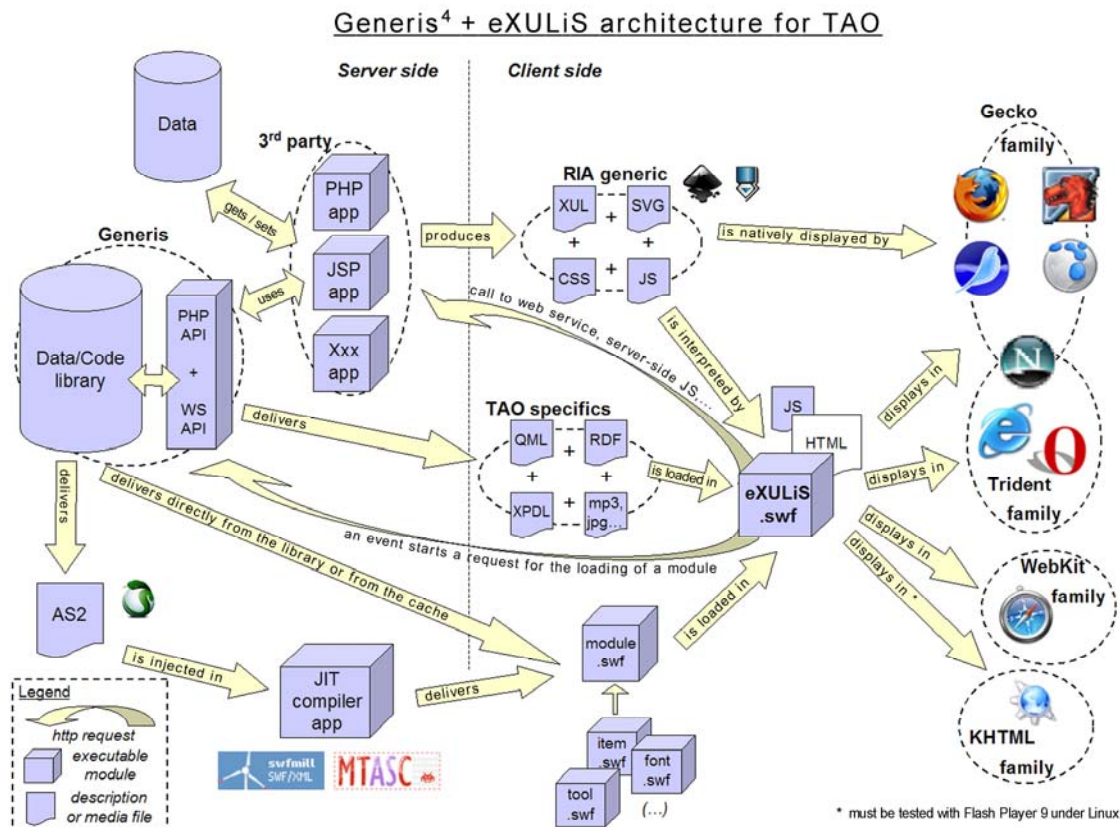 Generis⁴ + eXULiS architecture for TAO
Server side
Client side
Data
3rd party
PHP
app
JSP
app
Xxx
app
gets / sets
uses
Generis
Data/Code
library
PHP
API
+
WS
API
produces
RIA generic
XUL
+
SVG
+
+
CSS
+
JS
is natively displayed by
Gecko
family
call to web service, server-side JS,...
is interpreted by
delivers
TAO specifics
QML
+
RDF
+
+
XPDL
+
mp3,
jpg...
is loaded in
JS
HTML
eXULiS
.swf
displays in
displays in
displays in
displays in *
N
Trident
family
WebKit
family
KHTML
family
an event starts a request for the loading of a module
delivers
delivers directly from the library or from the cache
AS2
is injected in
JIT
compiler
app
delivers
module
.swf
is loaded in
item
.swf
font
.swf
tool
.swf
(...)
swfmill
SWF/XML
MTASC
Legend
http request
executable
module
description
or media file
* must be tested with Flash Player 9 under Linux